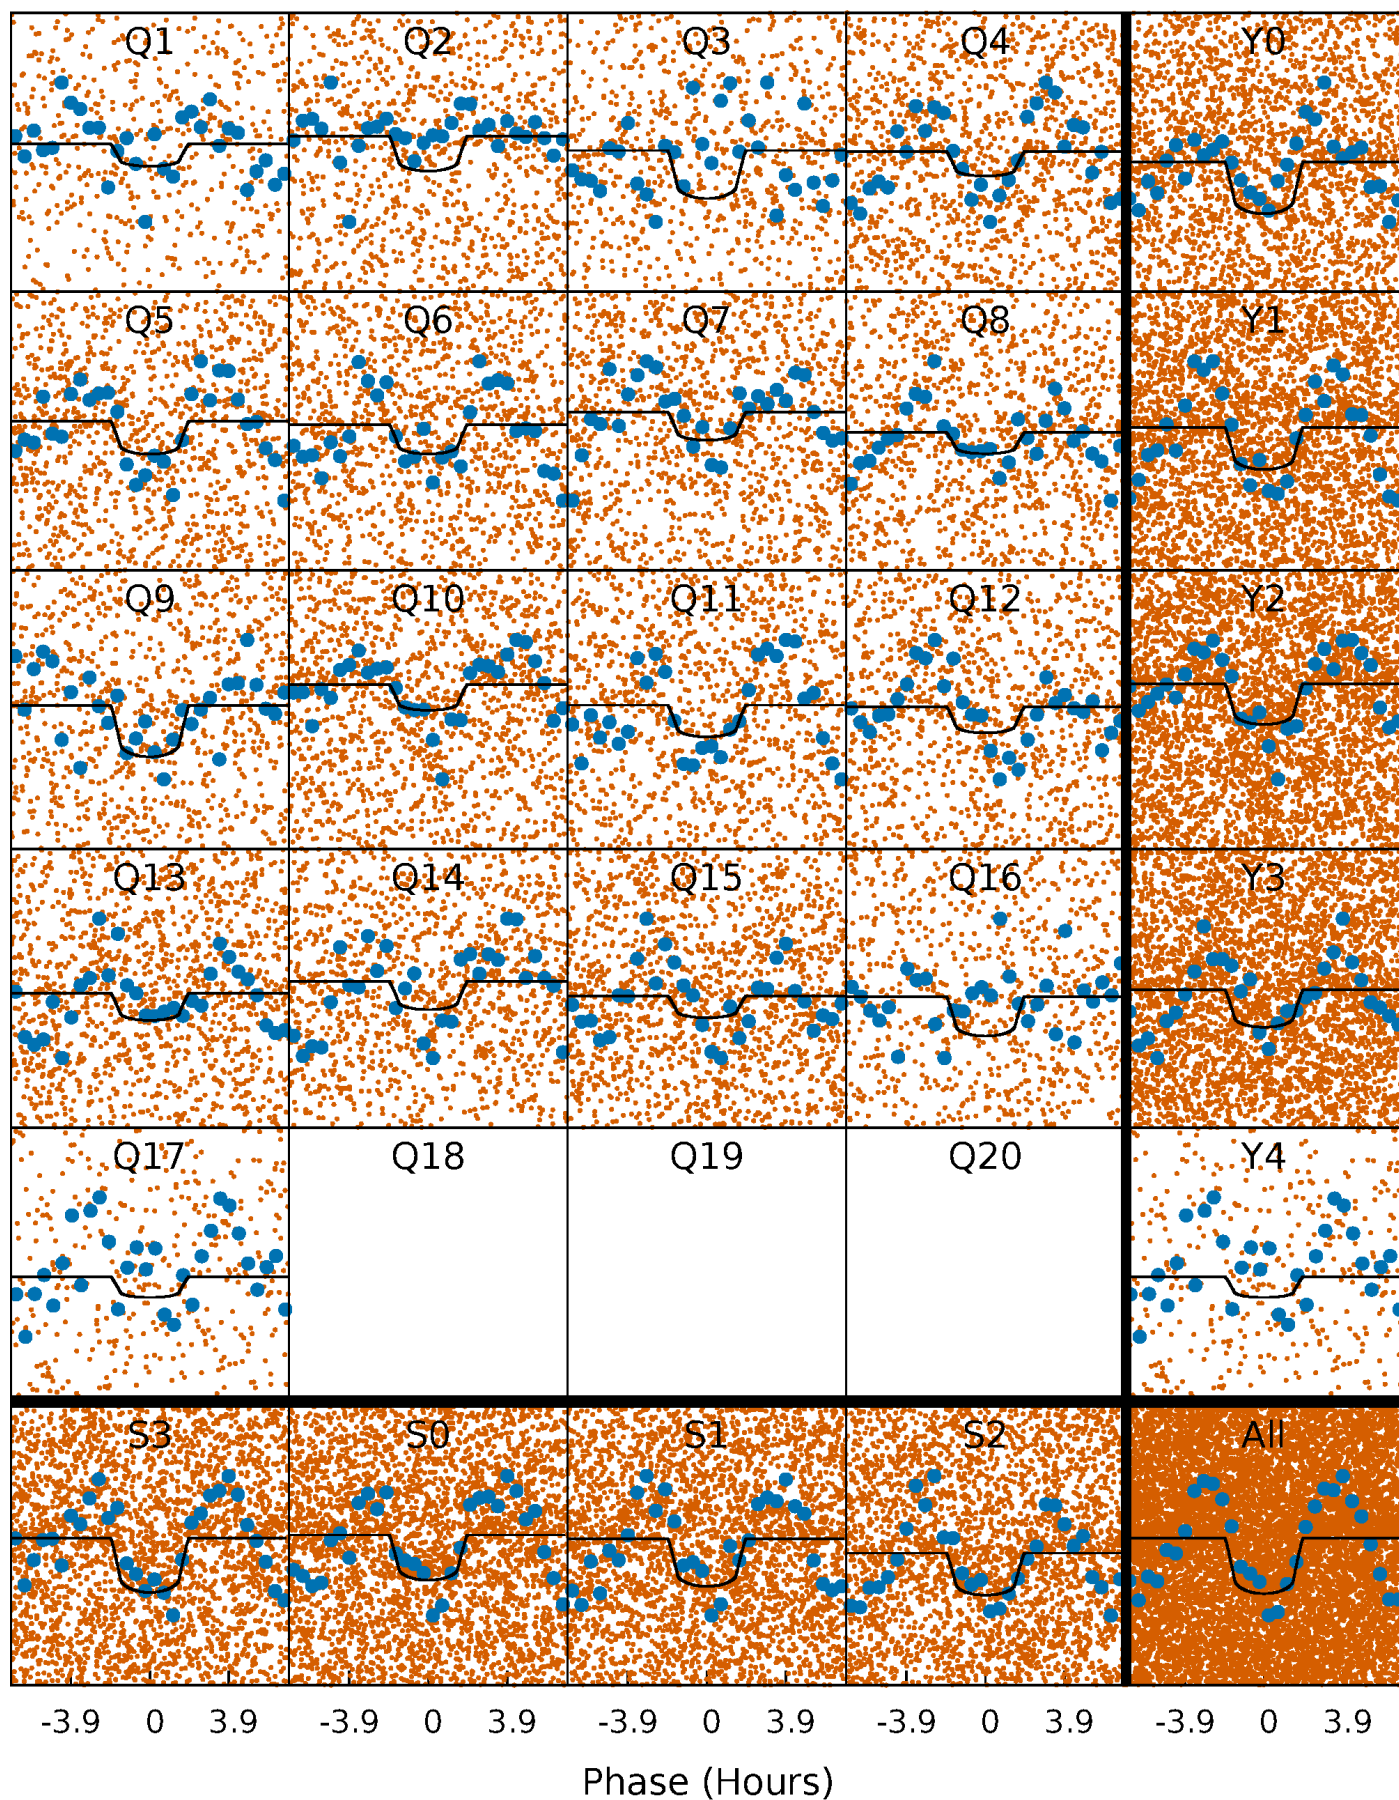 Q1 Q2 Q3 Q4 Y0
Q5 Q6 Q7 Q8 Y1
Q9 Q10 Q11 Q12 Y2
Q13 Q14 Q15 Q16 Y3
Q17 Q18 Q19 Q20 Y4
S3 S0 S1 S2 All
-3.9 0 3.9 -3.9 0 3.9 -3.9 0 3.9 -3.9 0 3.9 -3.9 0 3.9
Phase (Hours)